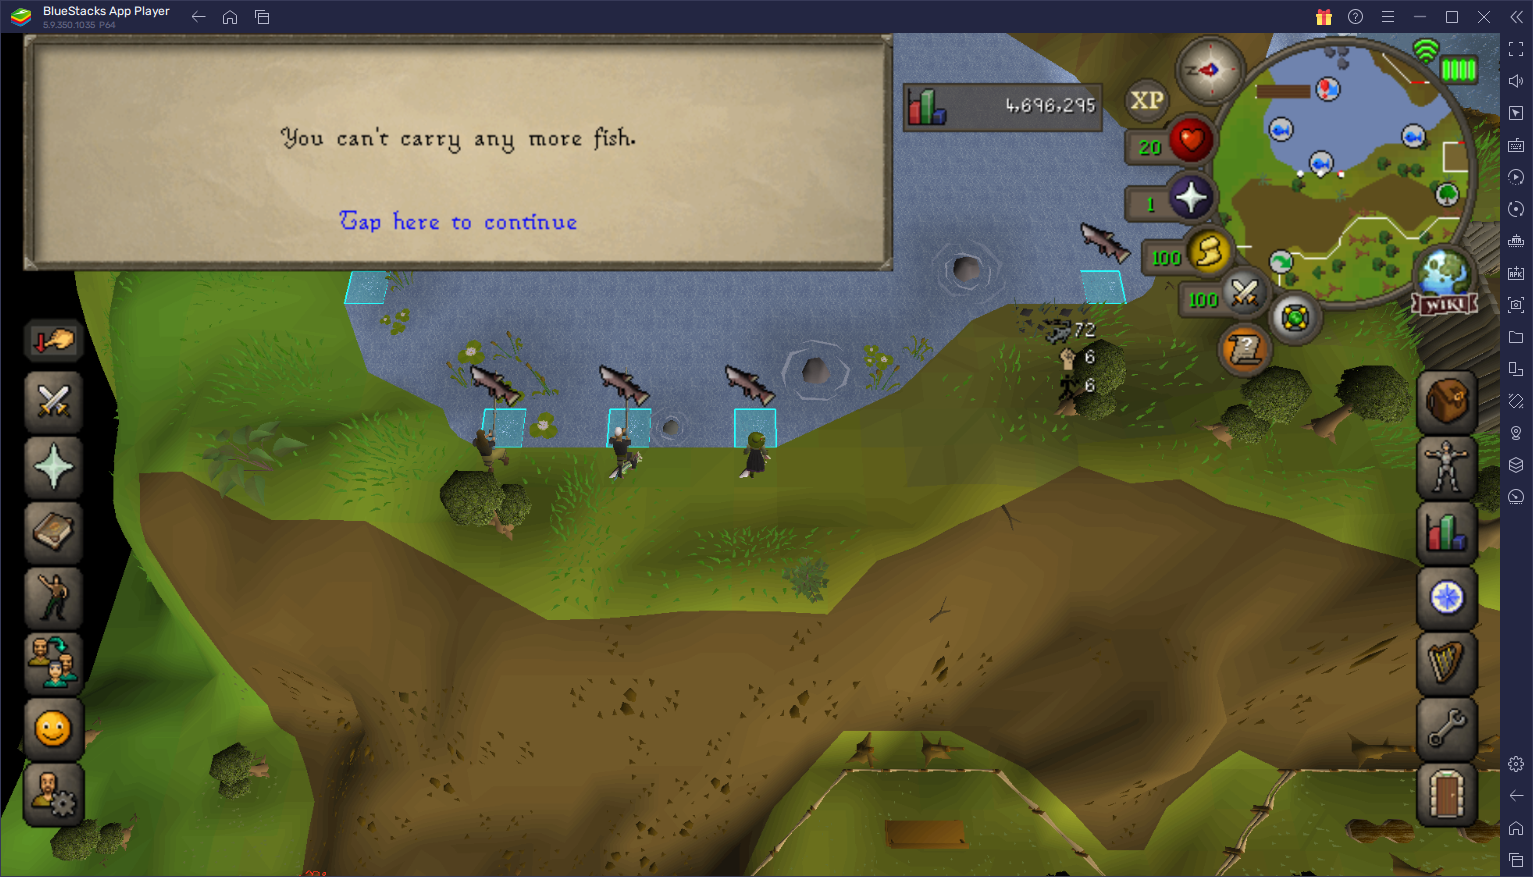 BlueStacks App Player
5.9.350.1035 P64
You can't carry any more fish.
Tap here to continue
4,696,295
XP
N
20
1
100
100
WIKI
72
6
6